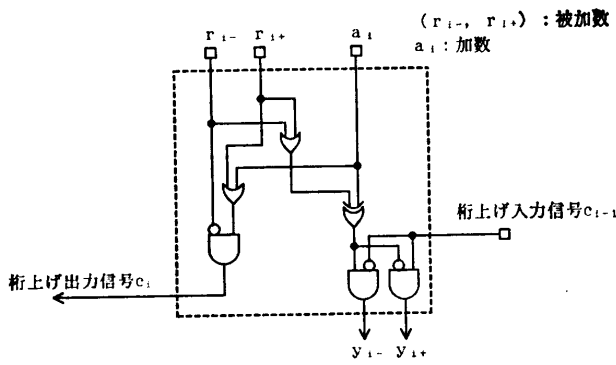 (r i-, r i+) : 被加数
a i : 加数
r i-
r i+
a i
桁上げ入力信号c i-1
桁上げ出力信号c i
y i-
y i+